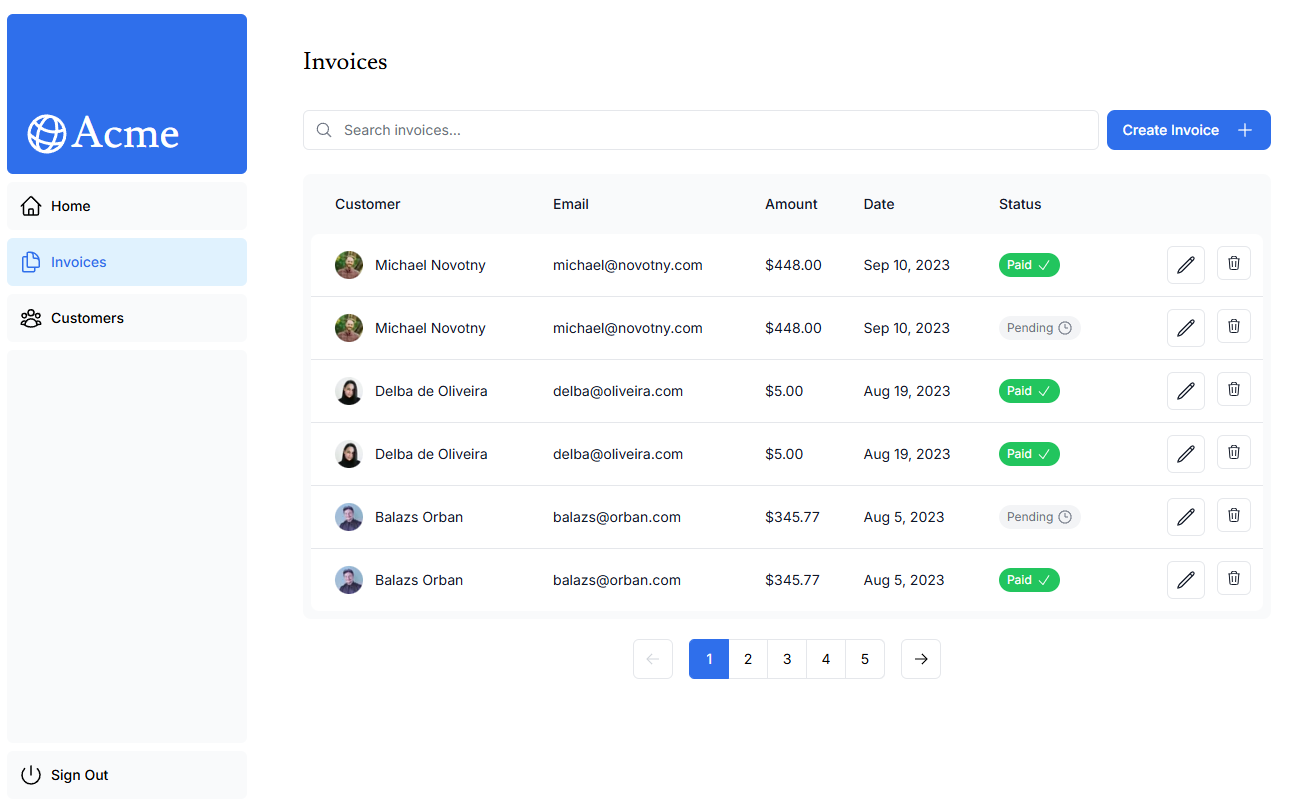 Acme
Home
Invoices
Customers
Sign Out
Invoices
Search invoices...
Create Invoice
Customer Email Amount Date Status
Michael Novotny michael@novotny.com $448.00 Sep 10, 2023 Paid
Michael Novotny michael@novotny.com $448.00 Sep 10, 2023 Pending
Delba de Oliveira delba@oliveira.com $5.00 Aug 19, 2023 Paid
Delba de Oliveira delba@oliveira.com $5.00 Aug 19, 2023 Paid
Balazs Orban balazs@orban.com $345.77 Aug 5, 2023 Pending
Balazs Orban balazs@orban.com $345.77 Aug 5, 2023 Paid
1 2 3 4 5